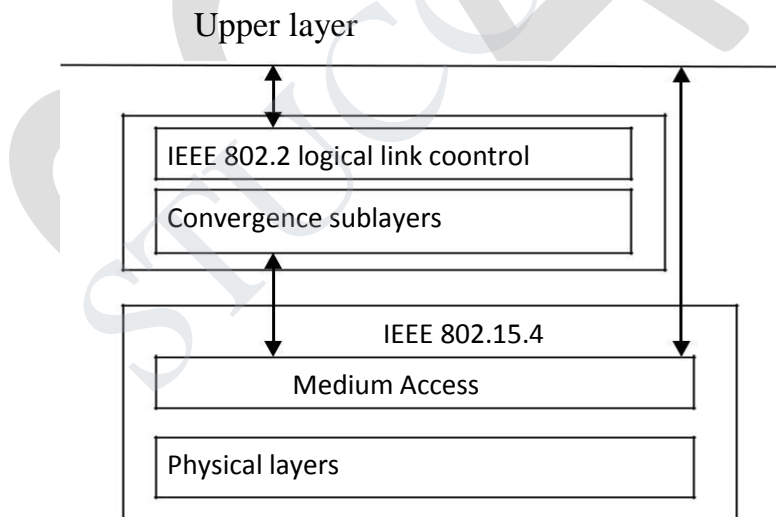 Upper layer
IEEE 802.2 logical link coontrol
Convergence sublayers
IEEE 802.15.4
Medium Access
Physical layers